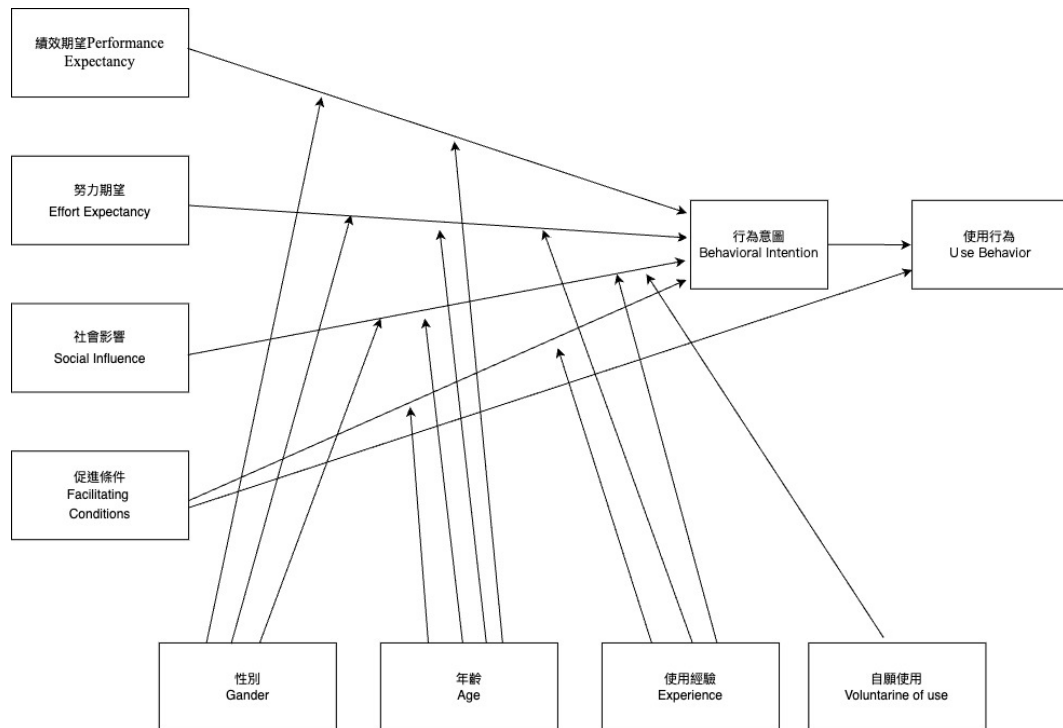 績效期望Performance
Expectancy
努力期望
Effort Expectancy
社會影響
Social Influence
促進條件
Facilitating
Conditions
行為意圖
Behavioral Intention
使用行為
Use Behavior
性別
Gander
年齡
Age
使用經驗
Experience
自願使用
Voluntarine of use